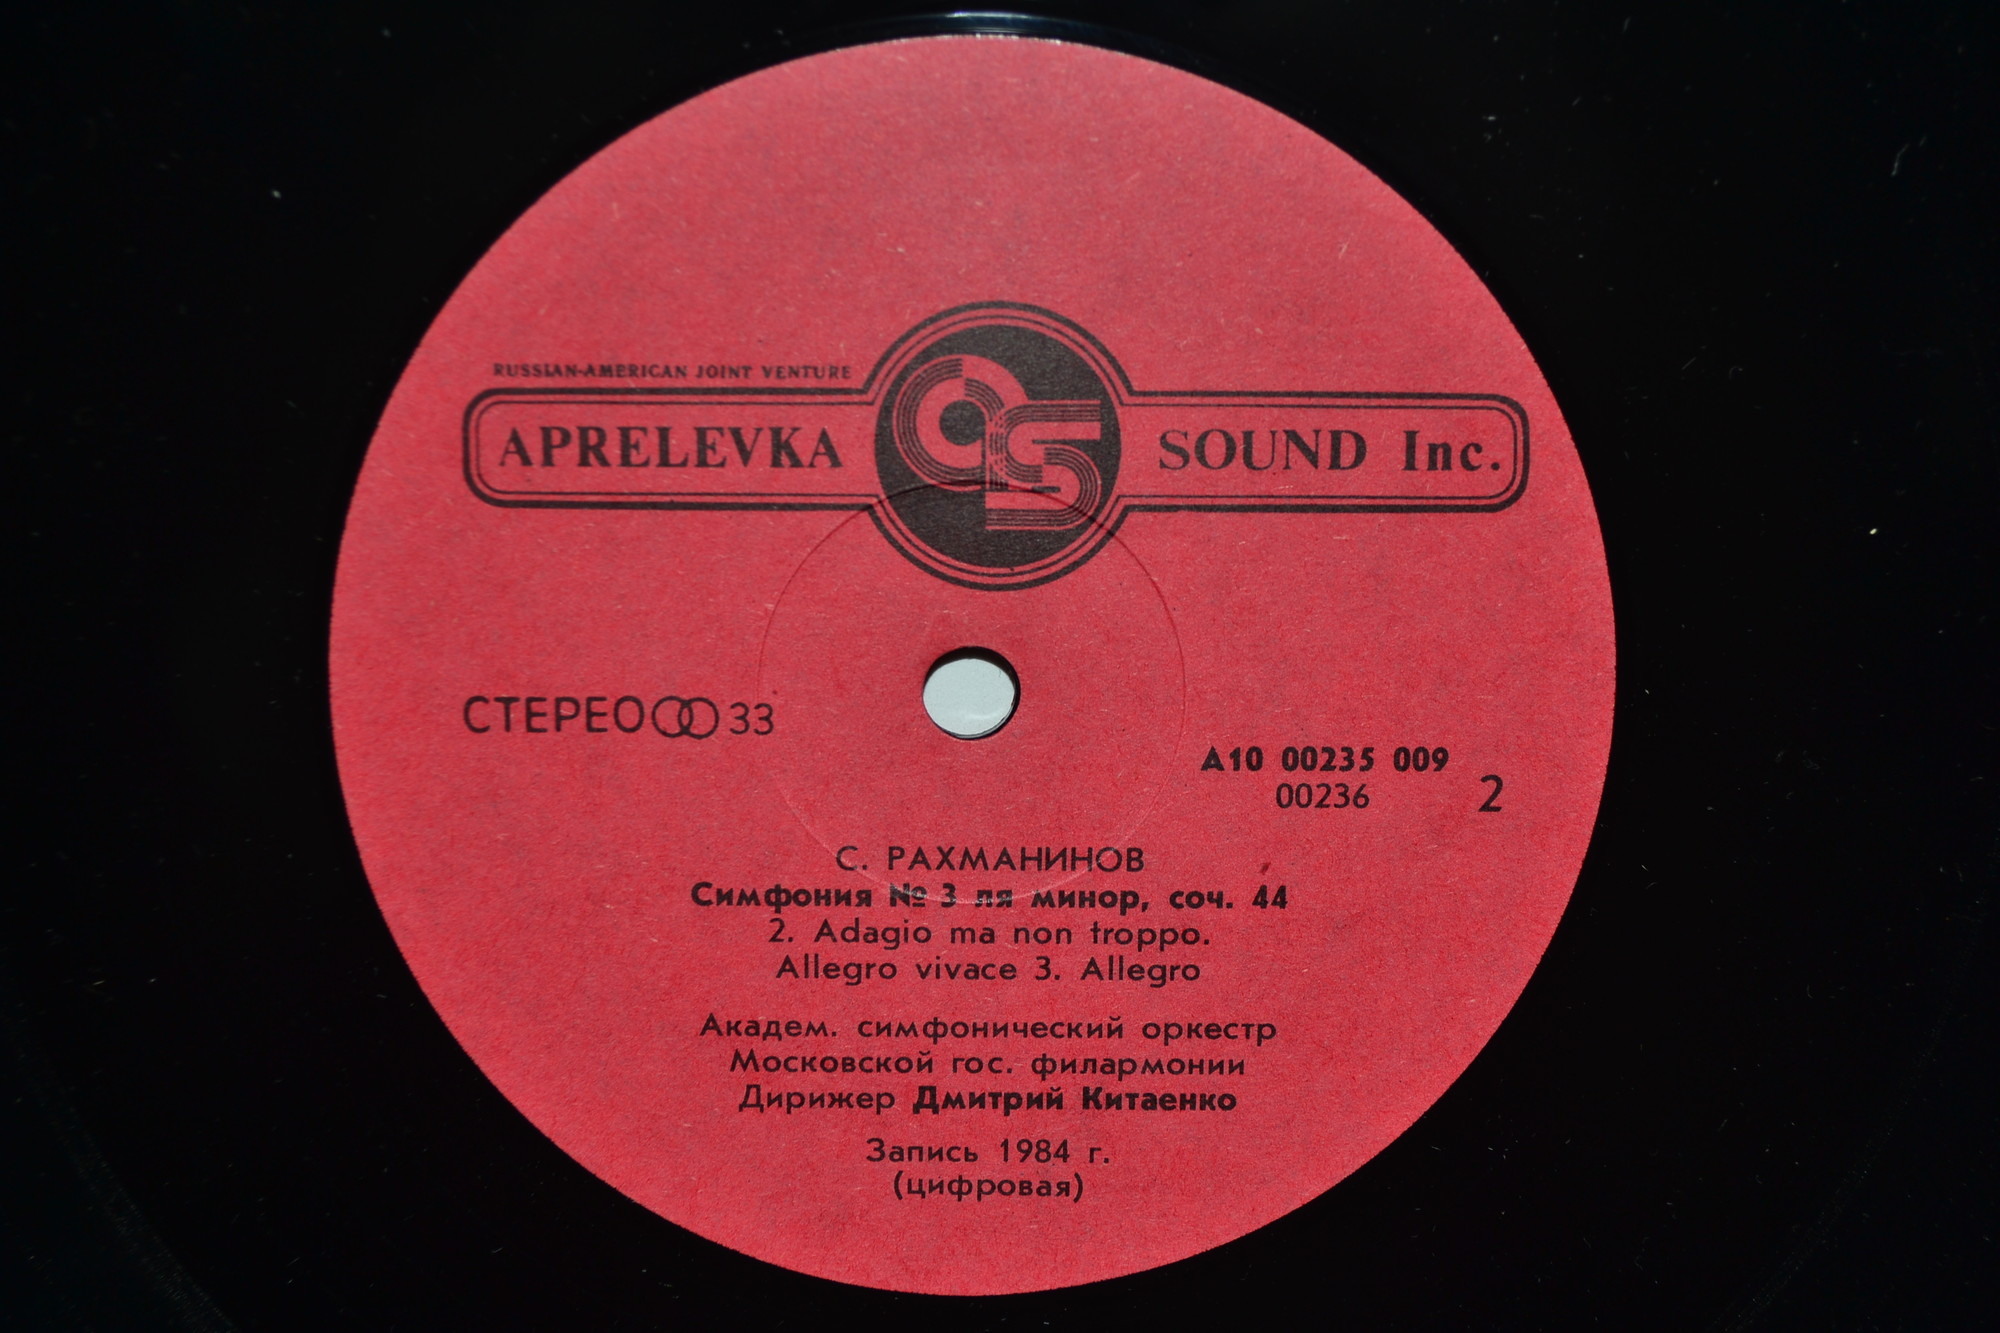 RUSSIAN-AMERICAN JOINT VENTURE
APRELEVKA AS SOUND Inc.
СТЕРЕО 33
А10 00235 009
00236 2
С. РАХМАНИНОВ
Симфония № 3 ля минор, соч. 44
2. Adagio ma non troppo.
Allegro vivace 3. Allegro
Академ. симфонический оркестр
Московской гос. филармонии
Дирижер Дмитрий Китаенко
Запись 1984 г.
(цифровая)